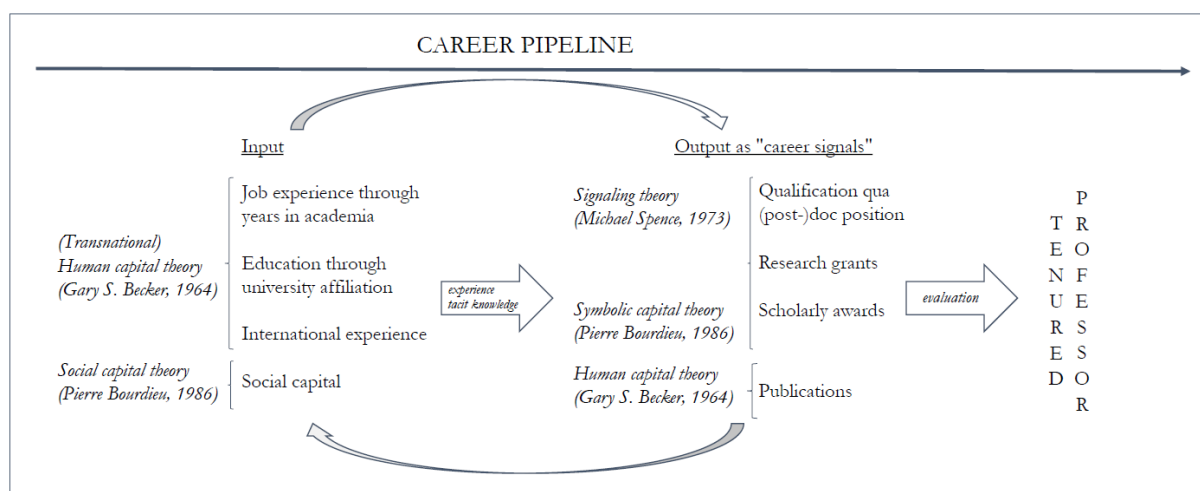 CAREER PIPELINE
Input
Job experience through
years in academia
(Transnational)
Human capital theory
(Gary S. Becker, 1964)
Education through
university affiliation
International experience
Social capital theory
(Pierre Bourdieu, 1986)
Social capital
experience
tacit knowledge
Output as "career signals"
Signaling theory
(Michael Spence, 1973)
Qualification qua
(post-)doc position
Research grants
Symbolic capital theory
(Pierre Bourdieu, 1986)
Scholarly awards
Human capital theory
(Gary S. Becker, 1964)
Publications
evaluation
TENURED
PROFESSOR